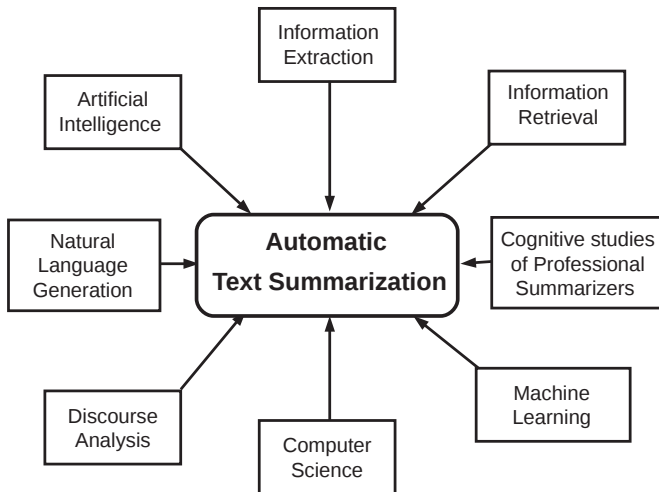 Information
Extraction
Artificial
Intelligence
Information
Retrieval
Natural
Language
Generation
Automatic
Text Summarization
Cognitive studies
of Professional
Summarizers
Discourse
Analysis
Computer
Science
Machine
Learning